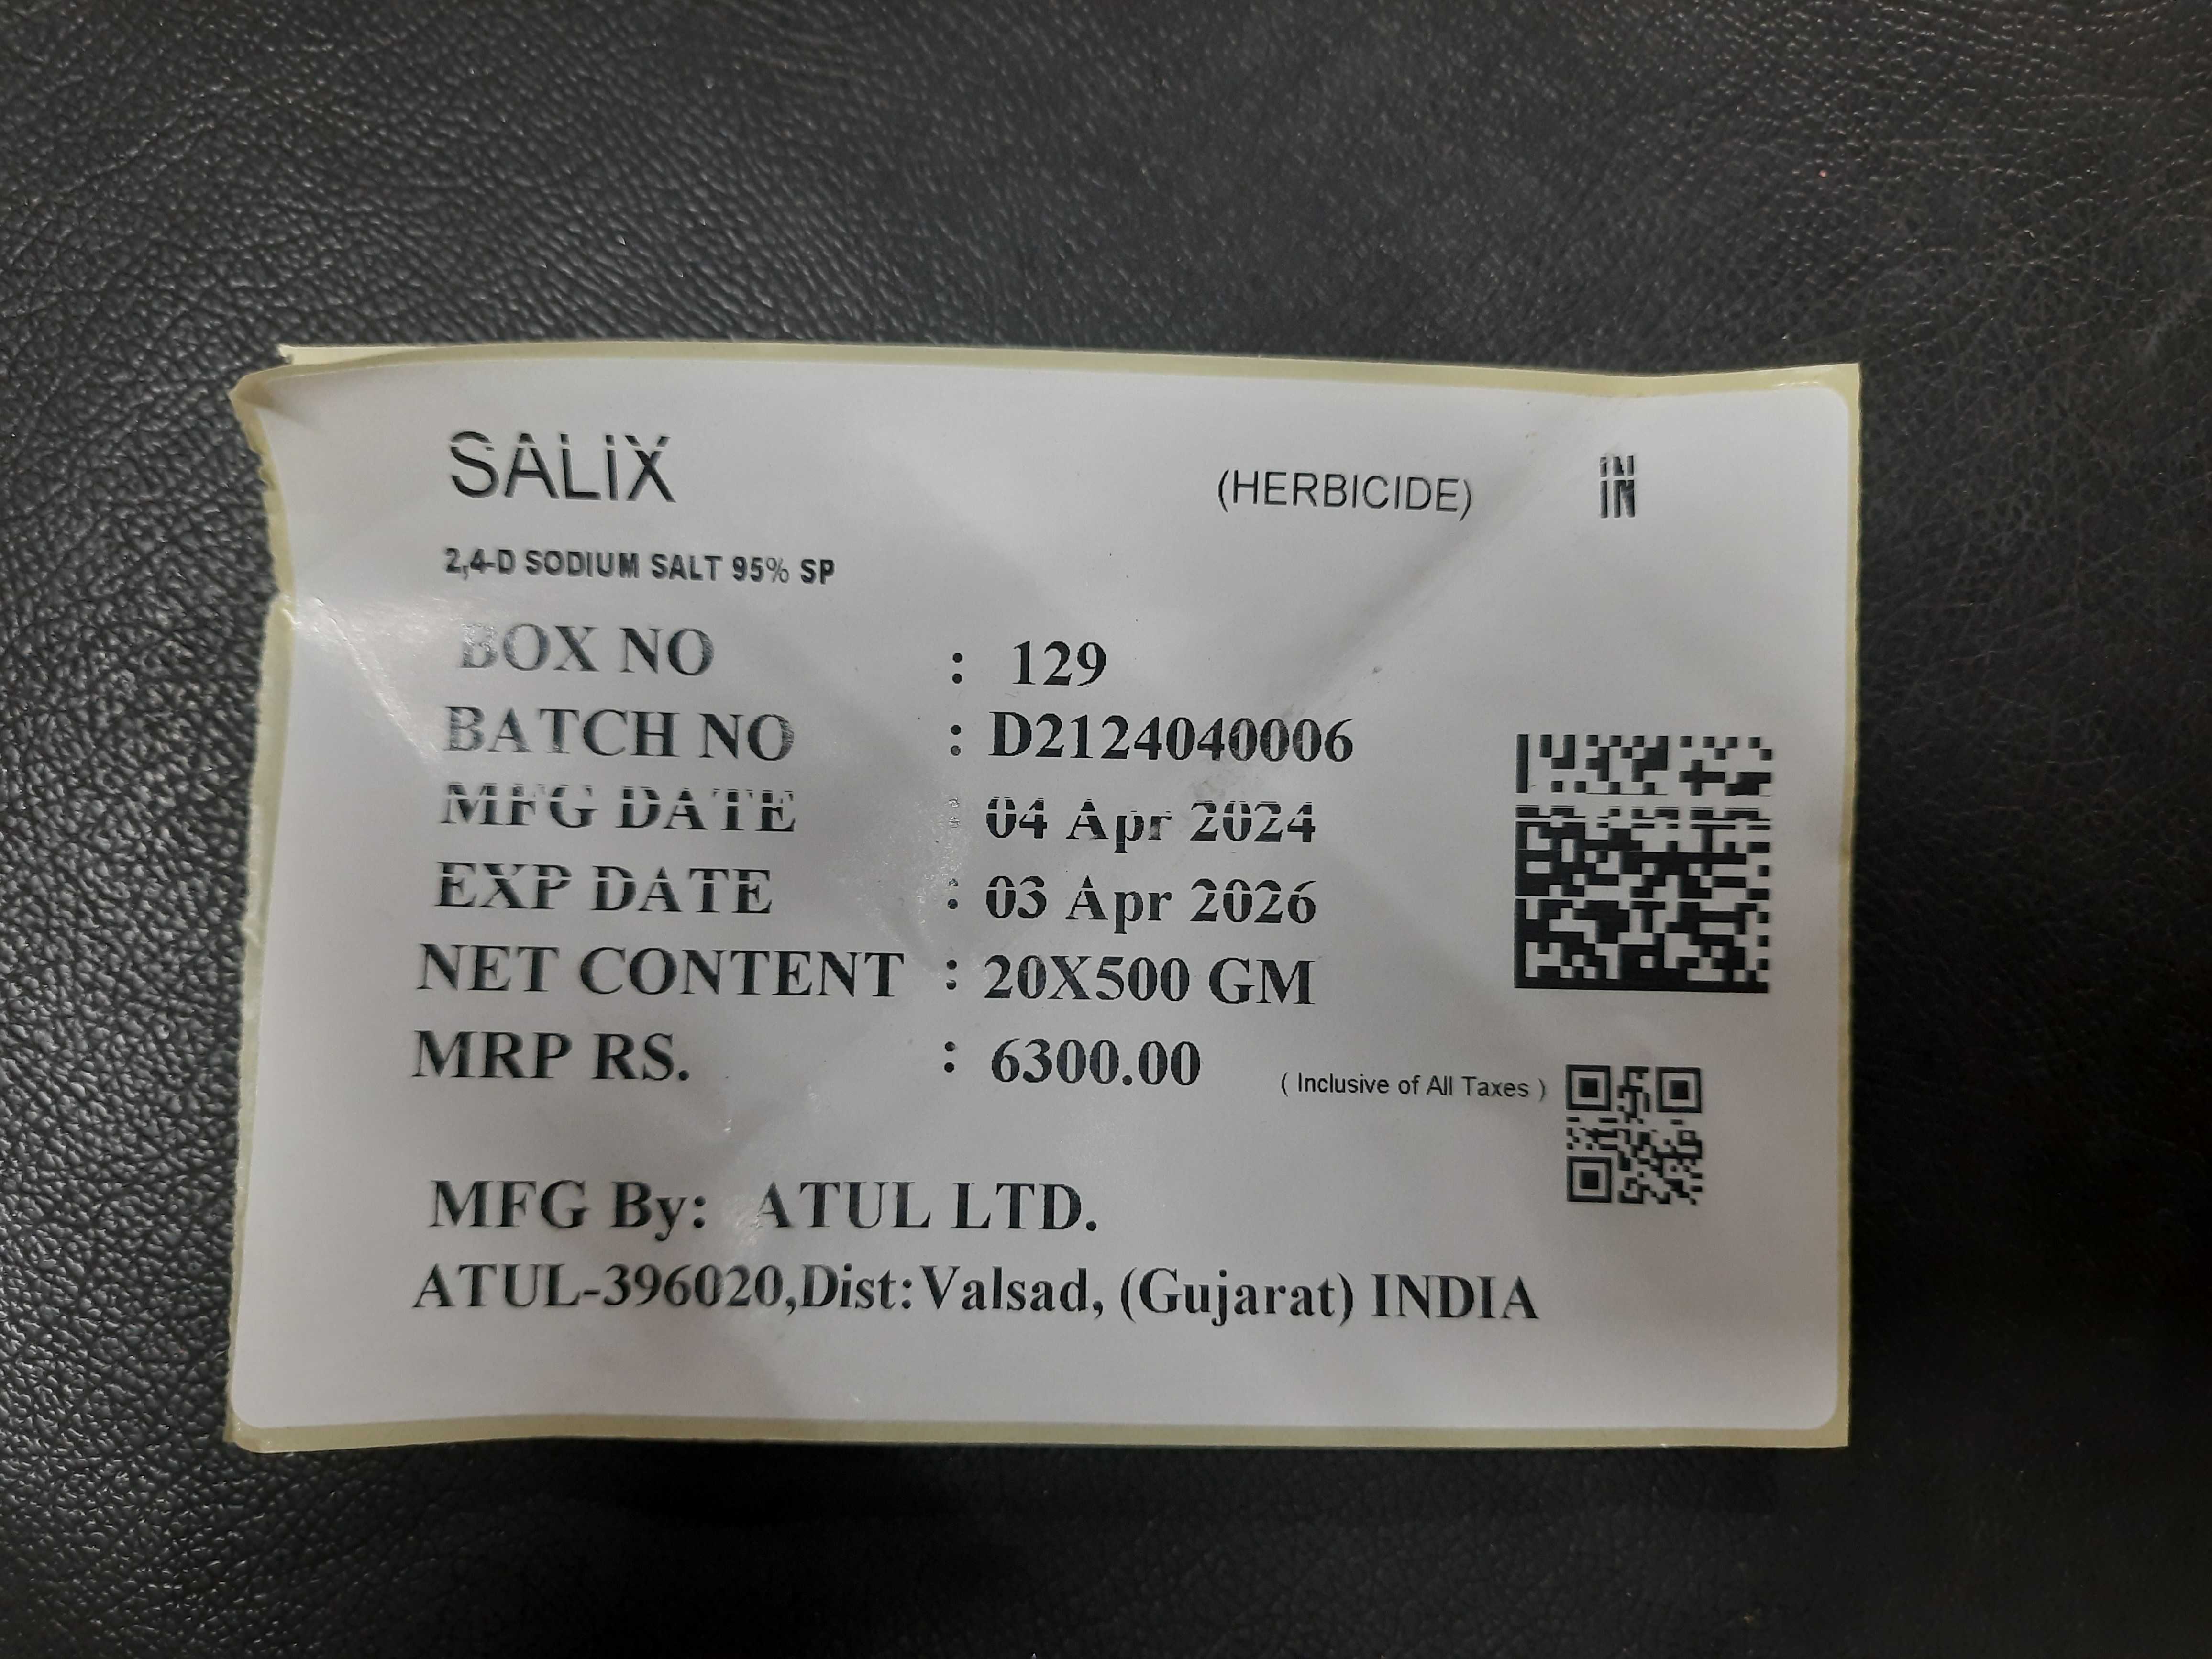 SALIX (HERBICIDE) IN
IN
2,4-D SODIUM SALT 95% SP
BOX NO : 129
BATCH NO : D2124040006
MFG DATE : 04 Apr 2024
EXP DATE : 03 Apr 2026
NET CONTENT : 20X500 GM
MRP RS. : 6300.00 ( Inclusive of All Taxes )
MFG By: ATUL LTD.
ATUL-396020,Dist:Valsad, (Gujarat) INDIA